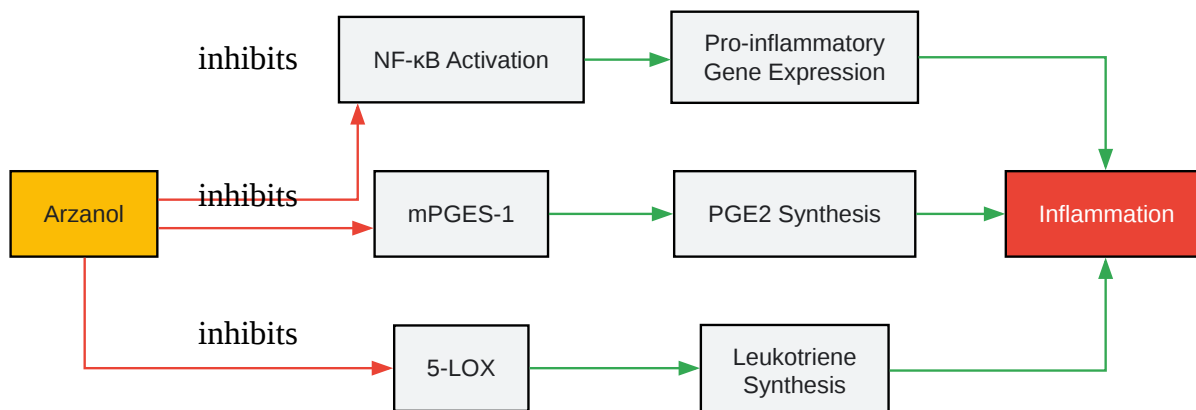 inhibits
NF-κB Activation
Pro-inflammatory
Gene Expression
Arzanol
inhibits
mPGES-1
PGE2 Synthesis
Inflammation
inhibits
5-LOX
Leukotriene
Synthesis